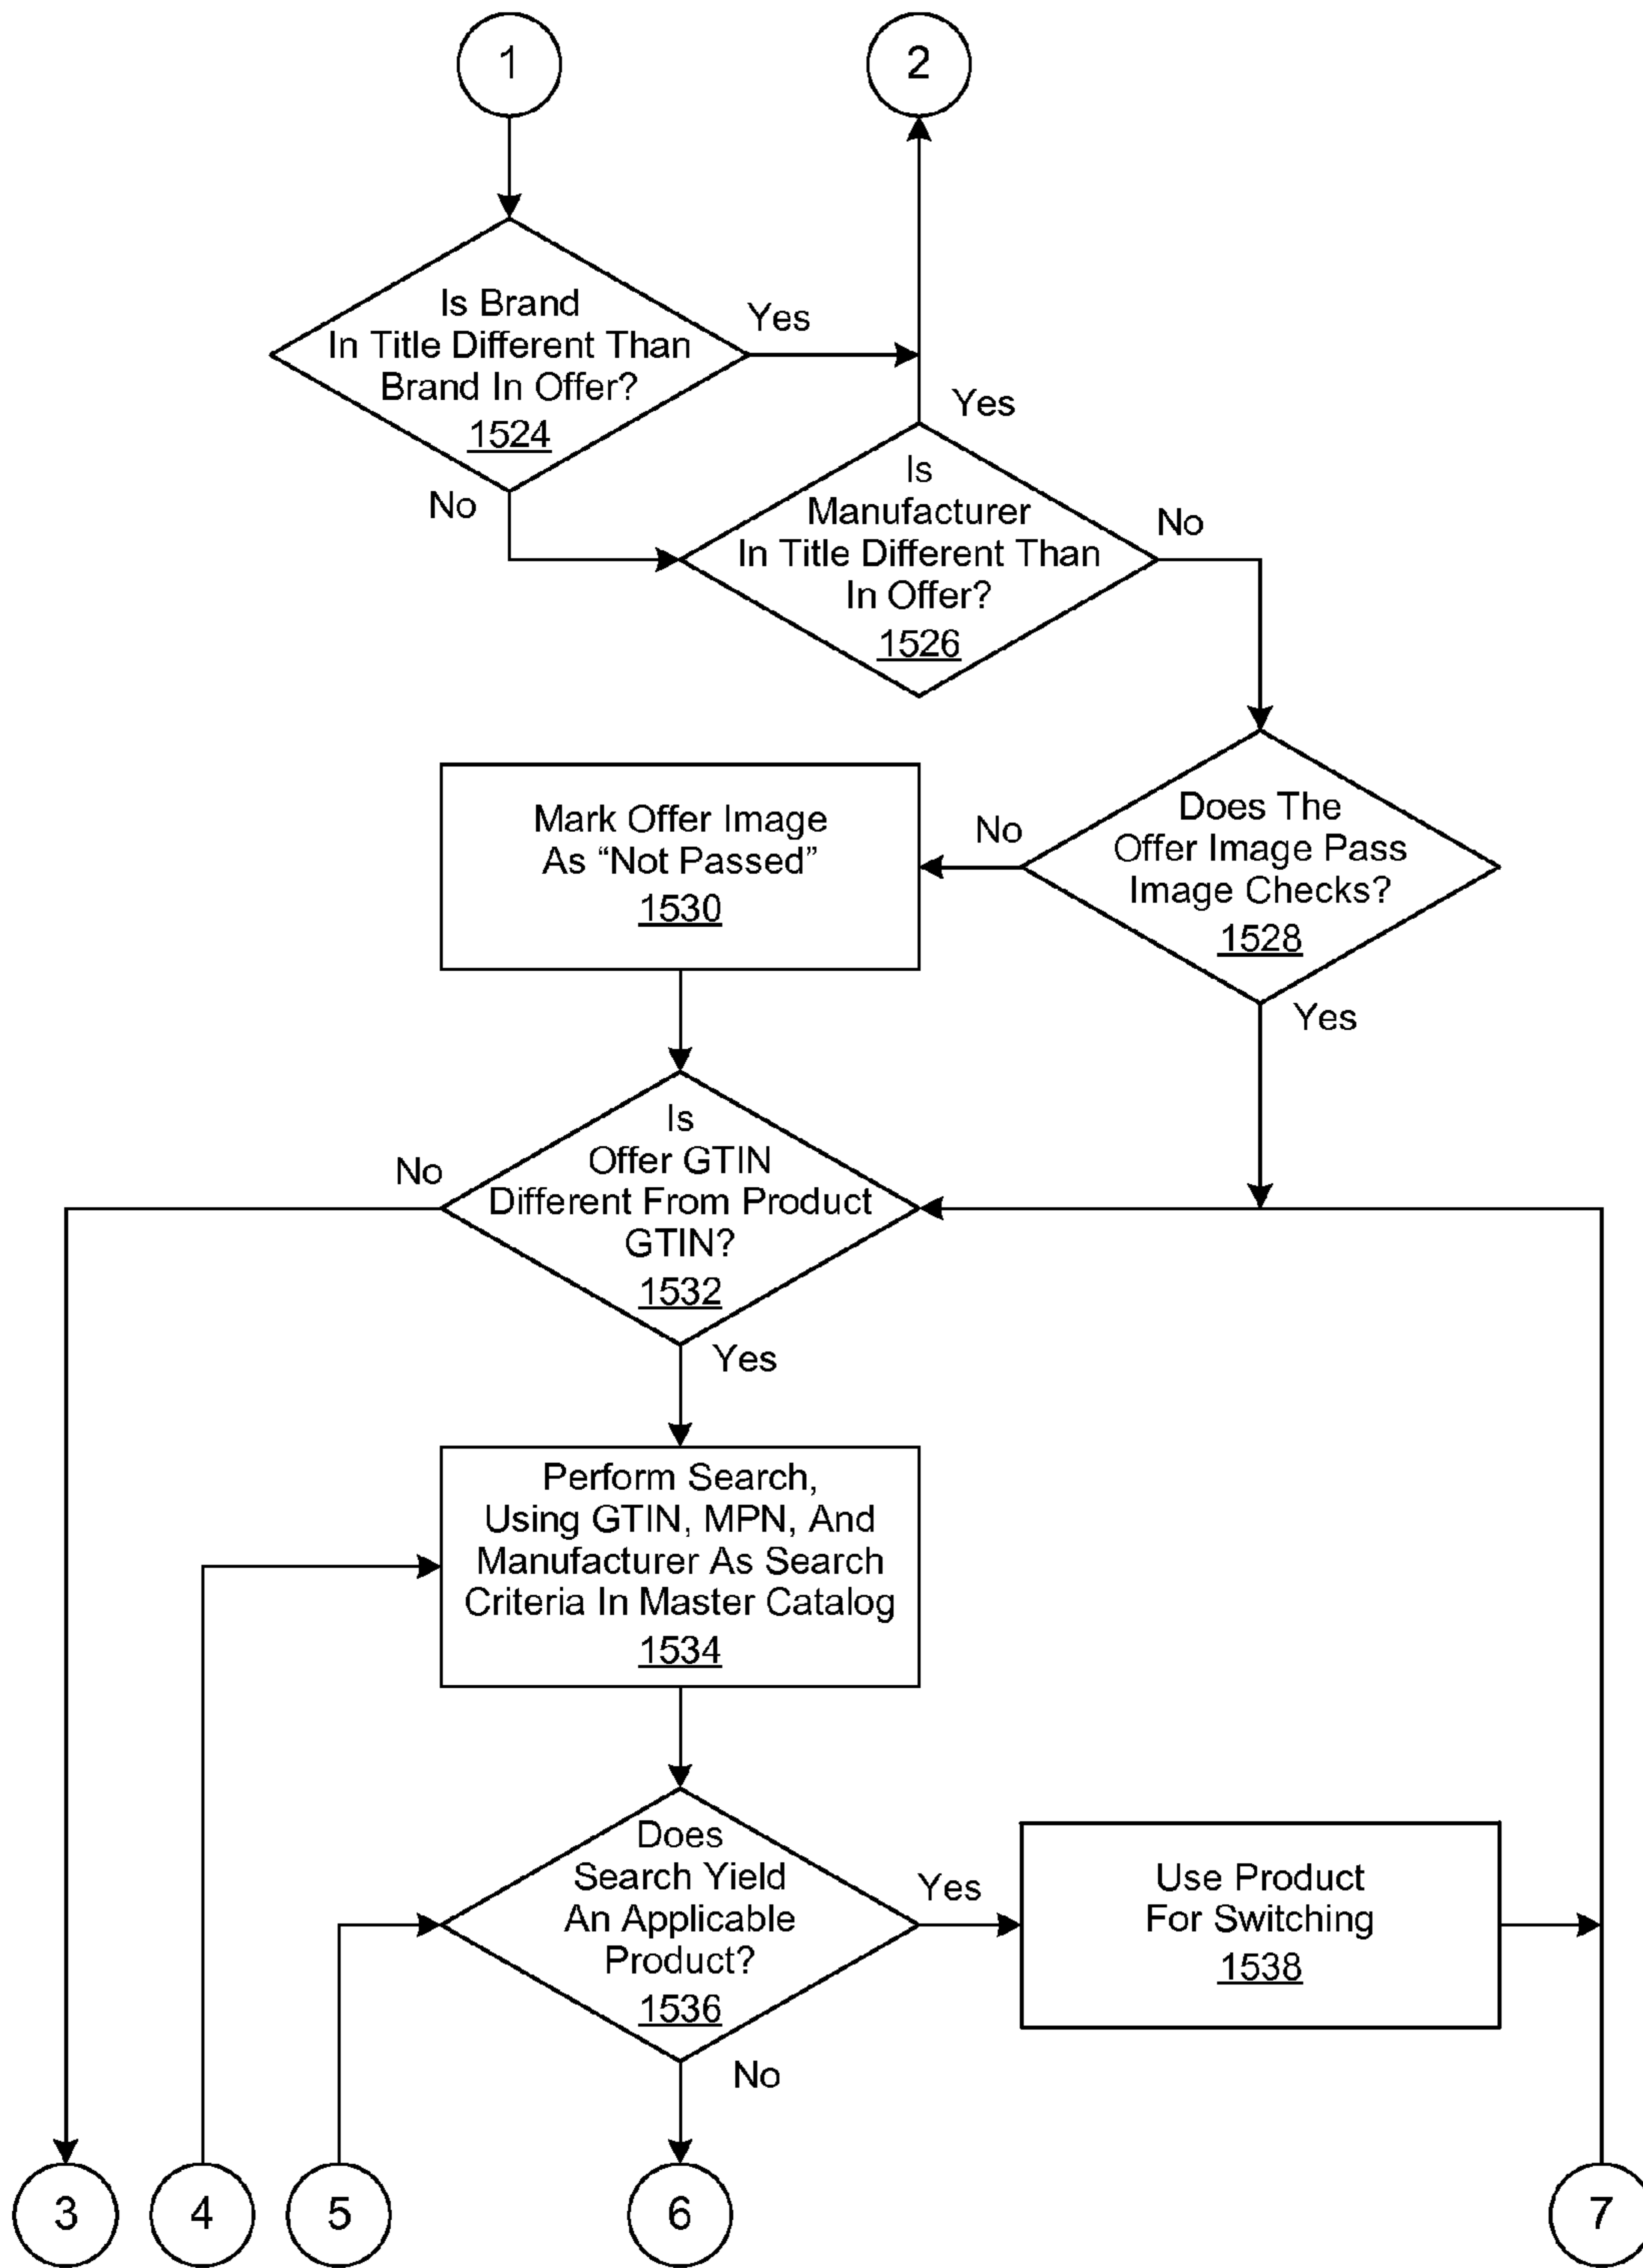 1
2
Is Brand
In Title Different Than
Brand In Offer?
1524
Yes
No
Yes
Is
Manufacturer
In Title Different Than
In Offer?
1526
No
Does The
Offer Image Pass
Image Checks?
1528
No
Yes
Mark Offer Image
As “Not Passed”
1530
Is
Offer GTIN
Different From Product
GTIN?
1532
No
Yes
Perform Search,
Using GTIN, MPN, And
Manufacturer As Search
Criteria In Master Catalog
1534
Does
Search Yield
An Applicable
Product?
1536
Yes
No
Use Product
For Switching
1538
3
4
5
6
7